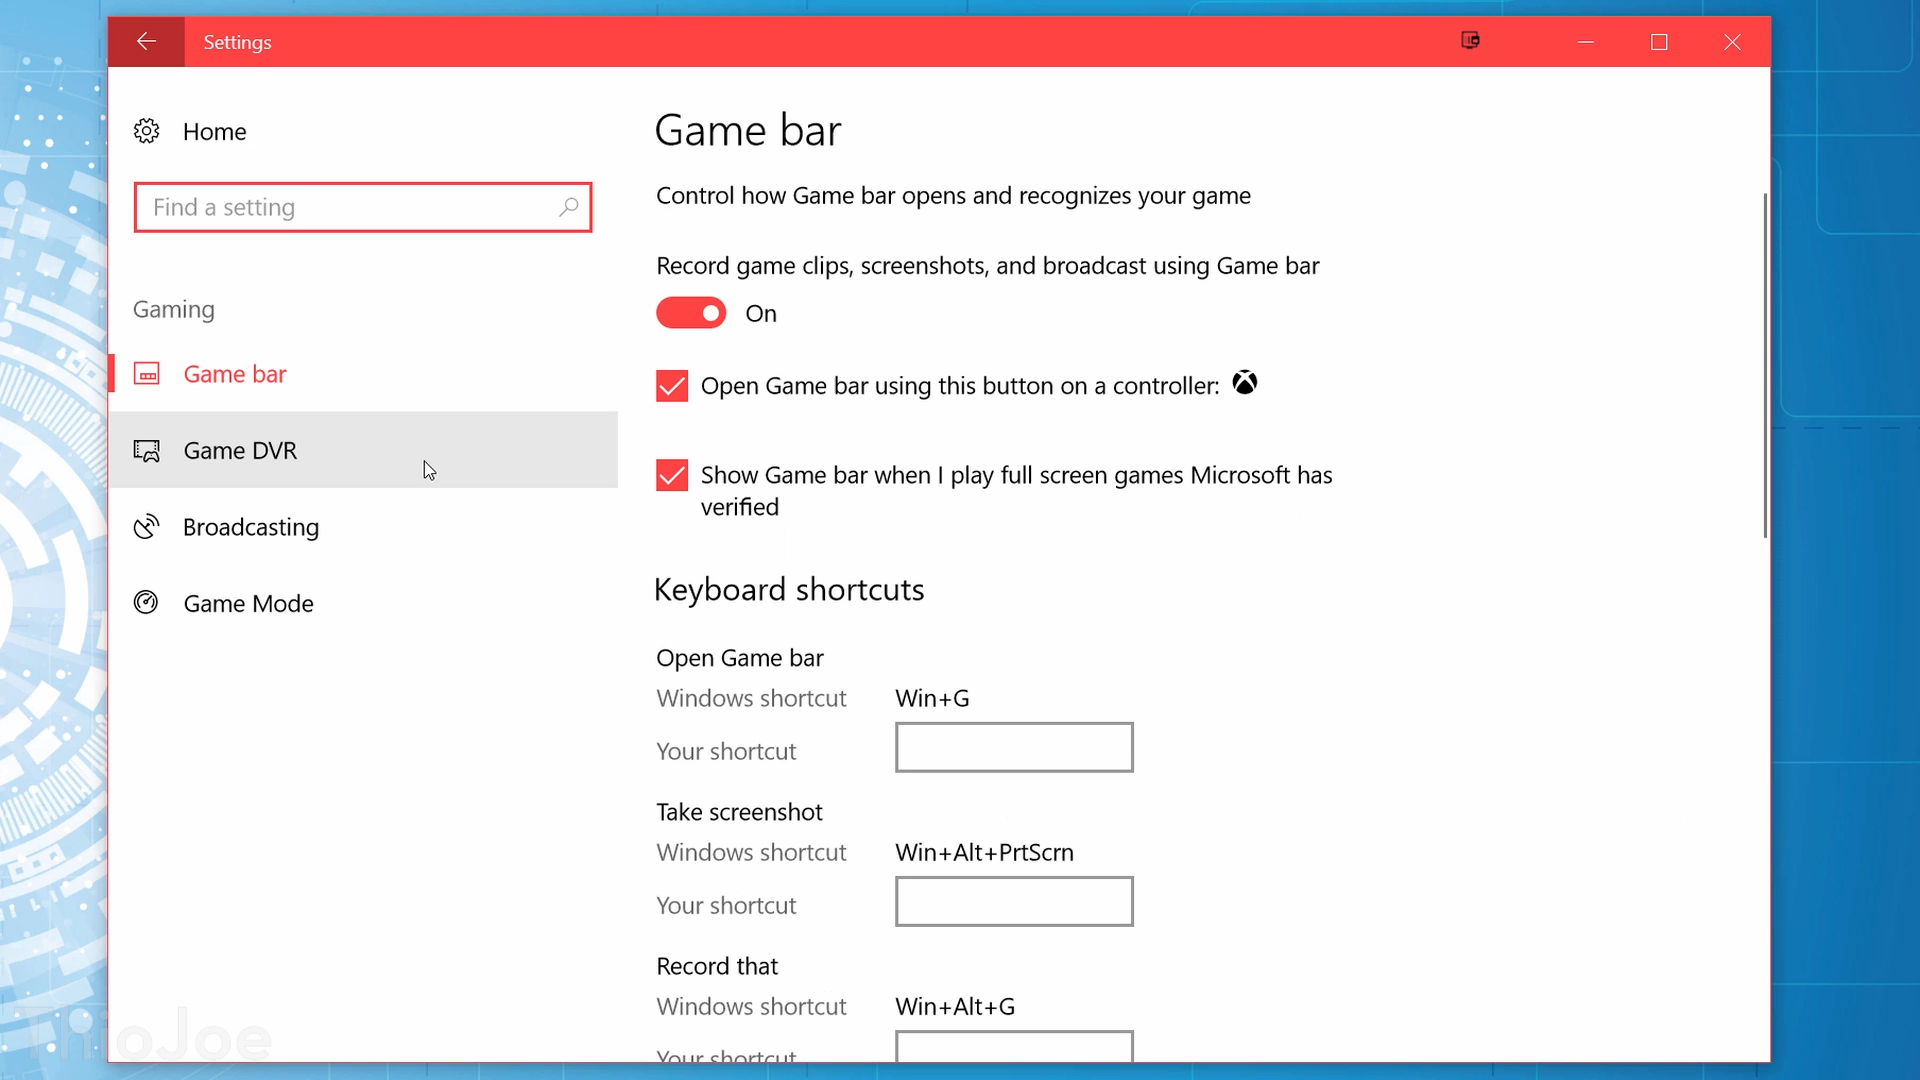 Settings
Home
Find a setting
Gaming
Game bar
Game DVR
Broadcasting
Game Mode
Game bar
Control how Game bar opens and recognizes your game
Record game clips, screenshots, and broadcast using Game bar
On
Open Game bar using this button on a controller:
Show Game bar when I play full screen games Microsoft has
verified
Keyboard shortcuts
Open Game bar
Windows shortcut Win+G
Your shortcut
Take screenshot
Windows shortcut Win+Alt+PrtScrn
Your shortcut
Record that
Windows shortcut Win+Alt+G
Your shortcut
ThioJoe